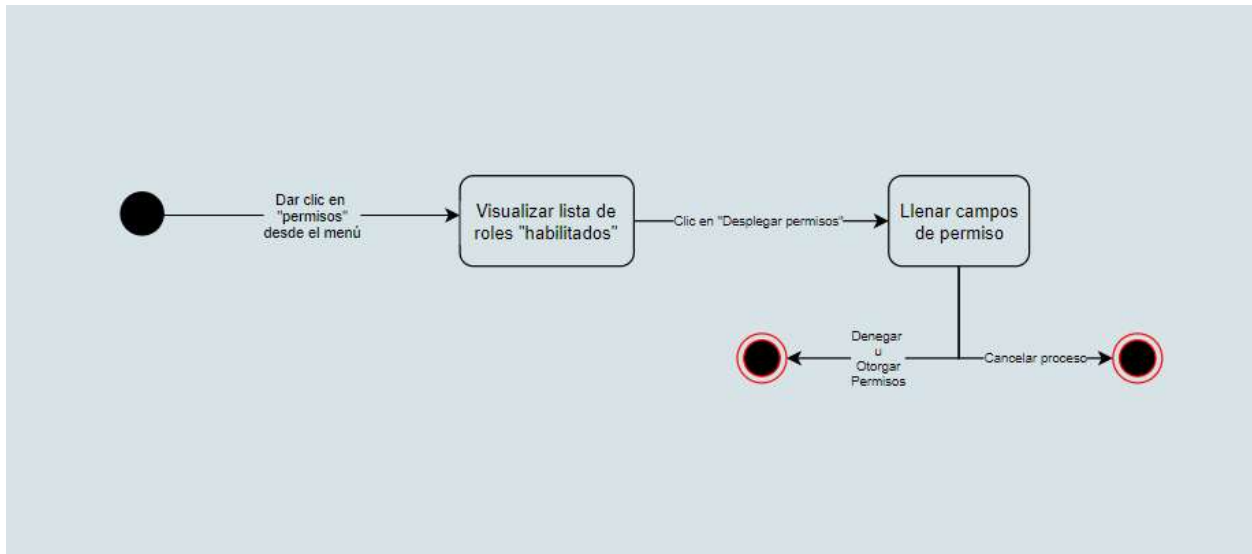 Dar clic en
"permisos"
desde el menú
Visualizar lista de
roles "habilitados"
Clic en "Desplegar permisos"
Llenar campos
de permiso
Denegar
u
Otorgar
Permisos
Cancelar proceso